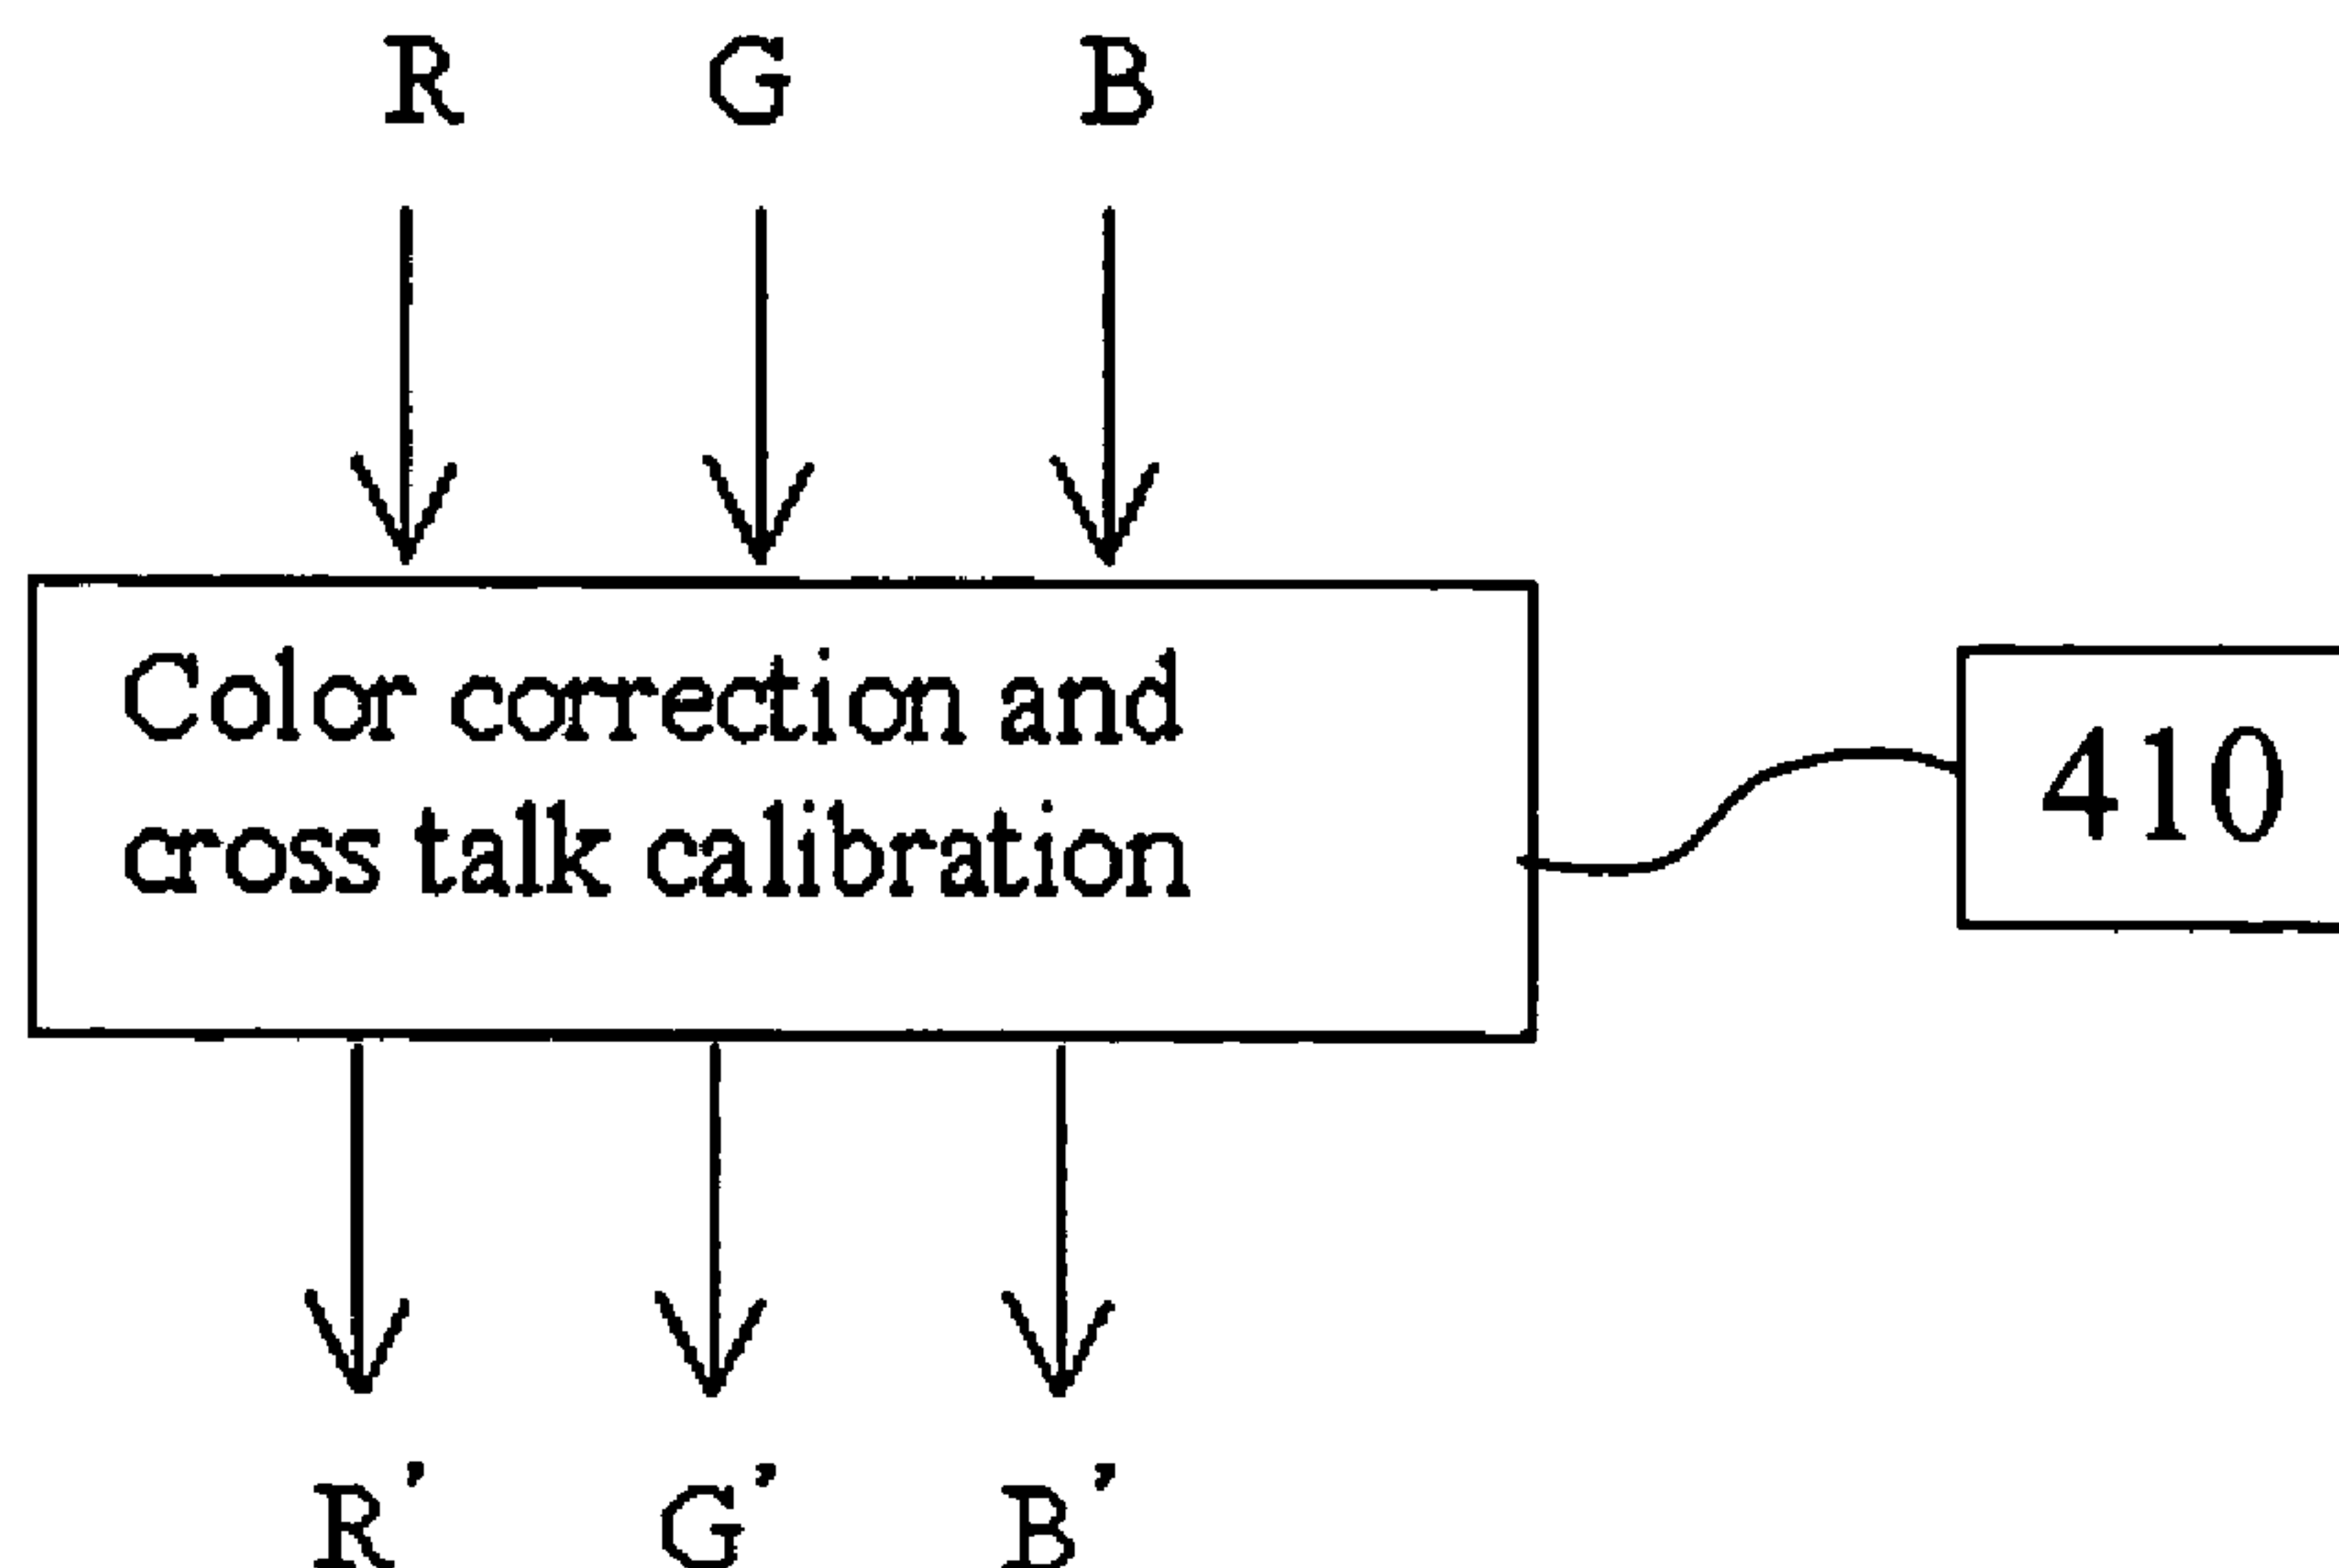 R G B
Color correction and
cross talk calibration
410
R' G' B'